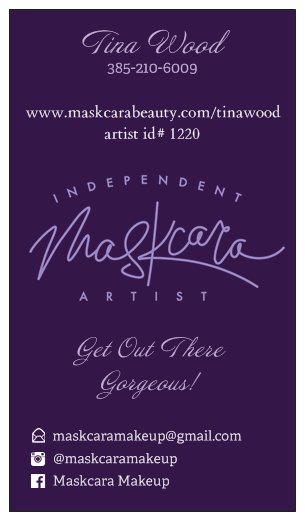 Tina Wood
385-210-6009
www.maskcarabeauty.com/tinawood
artist id# 1220
INDEPENDENT
Maskcara
ARTIST
Get Out There
Gorgeous!
maskcaramakeup@gmail.com
@maskcaramakeup
Maskcara Makeup